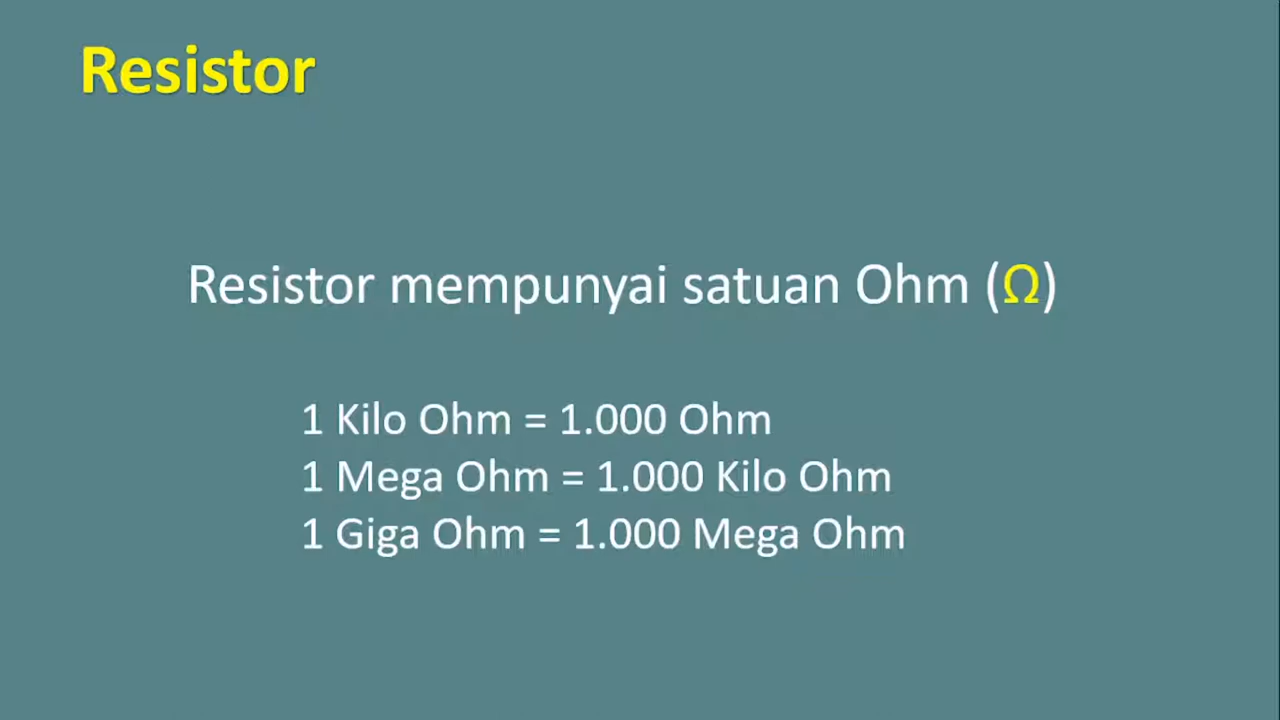 Resistor
Resistor mempunyai satuan Ohm (Ω)
1 Kilo Ohm = 1.000 Ohm
1 Mega Ohm = 1.000 Kilo Ohm
1 Giga Ohm = 1.000 Mega Ohm